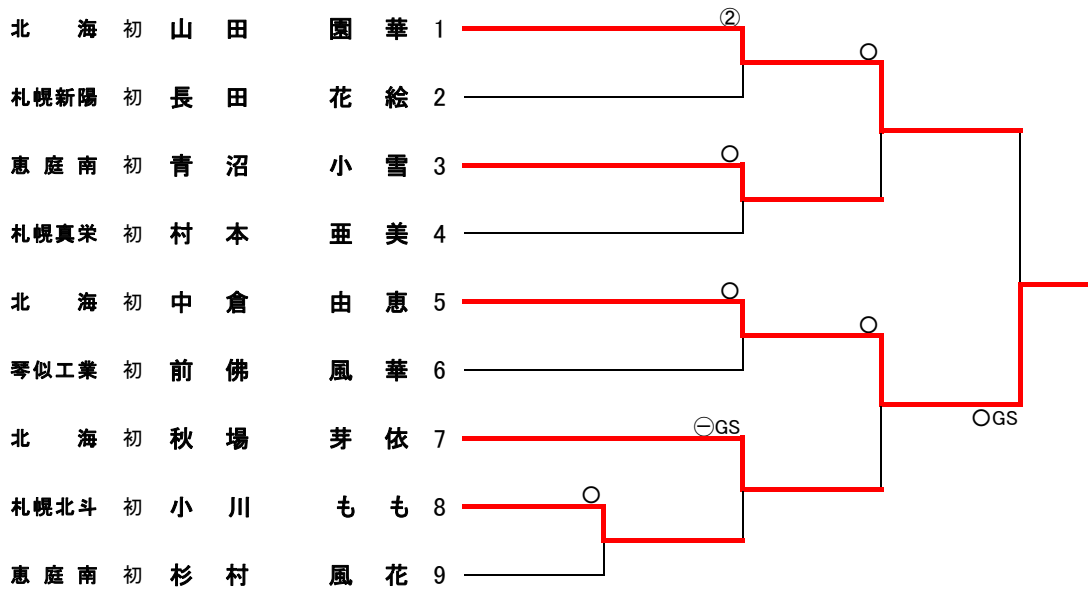 北海 初 山田 園華 1 ②
○
札幌新陽 初 長田 花絵 2
恵庭南 初 青沼 小雪 3 ○
札幌真栄 初 村本 亜美 4
北海 初 中倉 由恵 5 ○
○
琴似工業 初 前佛 風華 6
○GS
北海 初 秋場 芽依 7 ㊀GS
札幌北斗 初 小川 もも 8 ○
恵庭南 初 杉村 風花 9